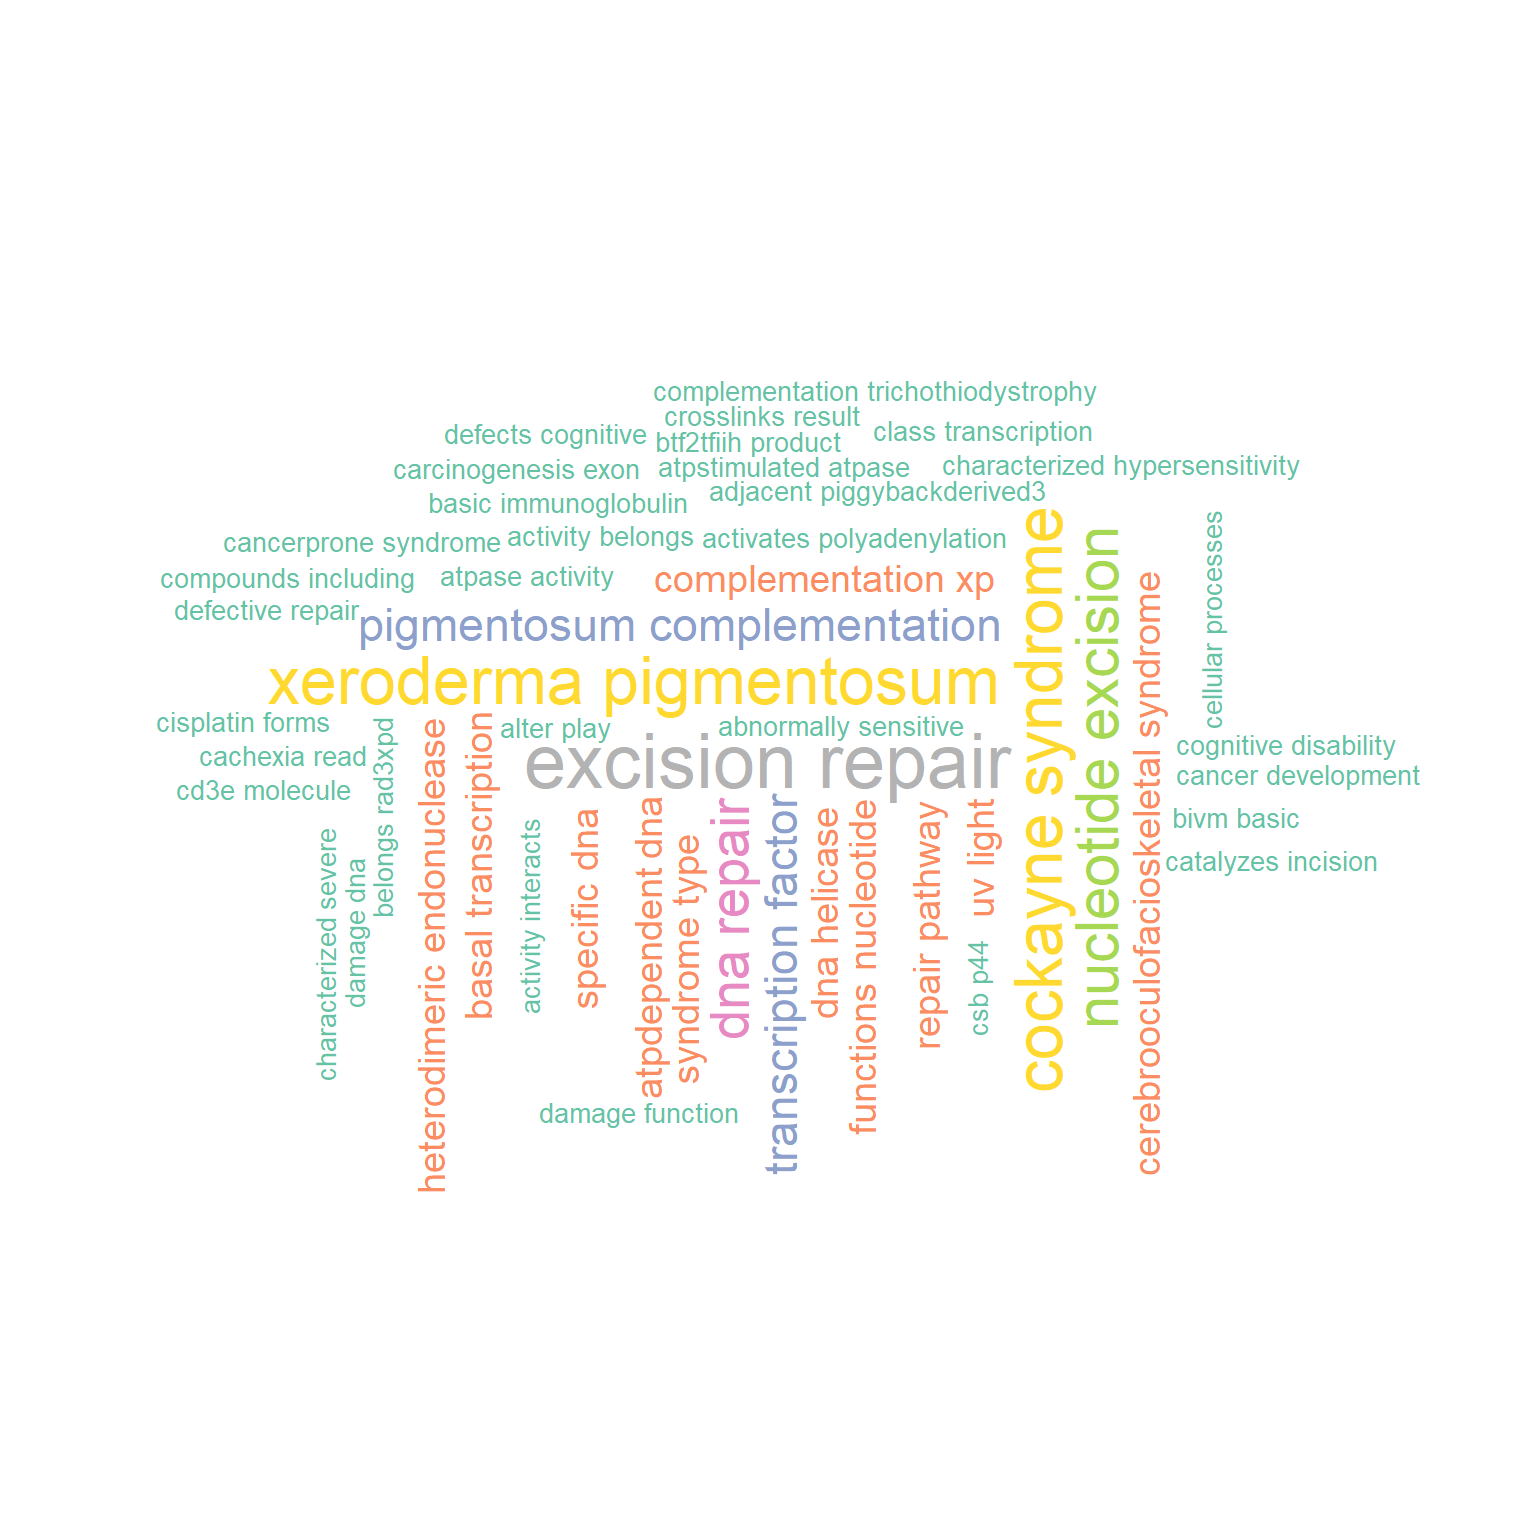 complementation trichothiodystrophy
crosslinks result
defects cognitive
btf2tfiih product
class transcription
carcinogenesis exon
atpstimulated atpase
characterized hypersensitivity
adjacent piggybackderived3
basic immunoglobulin
cancerprone syndrome
activity belongs
activates polyadenylation
compounds including
atpase activity
complementation xp
defective repair
pigmentosum complementation
xeroderma pigmentosum
cisplatin forms
alter play
abnormally sensitive
cachexia read
excision repair
cd3e molecule
characterized severe
damage dna
belongs rad3xpd
heterodimeric endonuclease
basal transcription
activity interacts
specific dna
atpdependent dna
syndrome type
dna repair
transcription factor
dna helicase
functions nucleotide
repair pathway
uv light
csb p44
cockayne syndrome
nucleotide excision
cerebrooculofacioskeletal syndrome
cellular processes
cognitive disability
cancer development
bivm basic
catalyzes incision
damage function